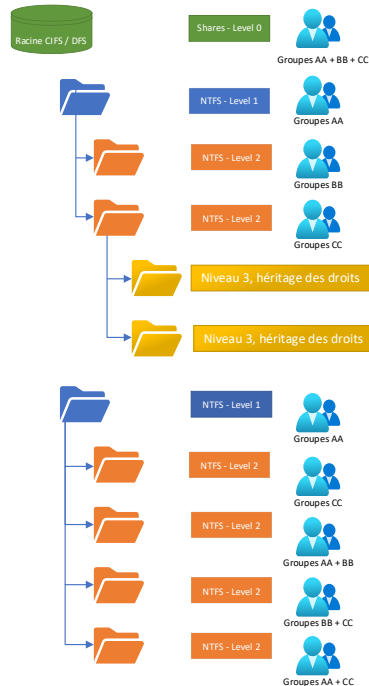 Racine CIFS / DFS
Shares - Level 0
Groupes AA + BB + CC
NTFS - Level 1
Groupes AA
NTFS - Level 2
Groupes BB
NTFS - Level 2
Groupes CC
Niveau 3, héritage des droits
Niveau 3, héritage des droits
NTFS - Level 1
Groupes AA
NTFS - Level 2
Groupes CC
NTFS - Level 2
Groupes AA + BB
NTFS - Level 2
Groupes BB + CC
NTFS - Level 2
Groupes AA + CC